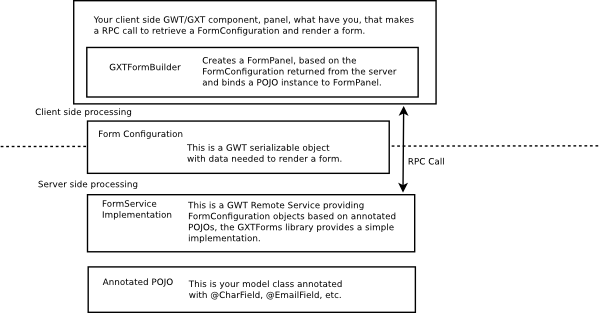 Your client side GWT/GXT component, panel, what have you, that makes
a RPC call to retrieve a FormConfiguration and render a form.
GXTFormBuilder
Creates a FormPanel, based on the
FormConfiguration returned from the server
and binds a POJO instance to FormPanel.
Client side processing
Form Configuration
This is a GWT serializable object
with data needed to render a form.
RPC Call
Server side processing
FormService
Implementation
This is a GWT Remote Service providing
FormConfiguration objects based on annotated
POJOs, the GXTForms library provides a simple
implementation.
Annotated POJO
This is your model class annotated
with @CharField, @EmailField, etc.